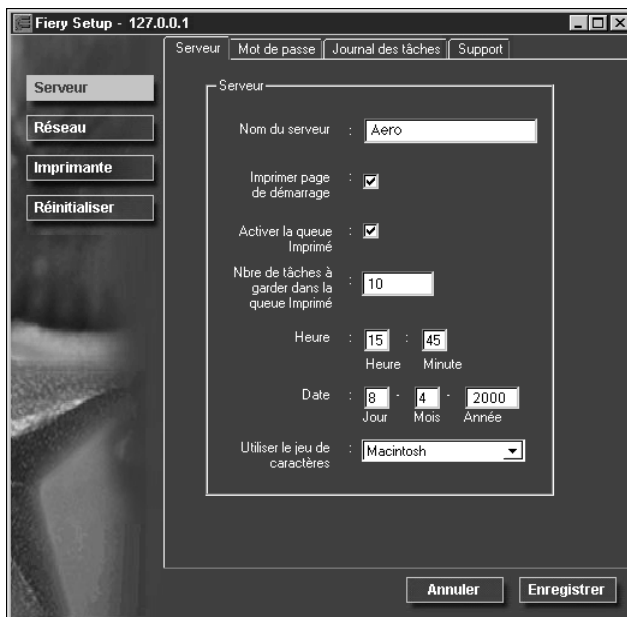 Fiery Setup - 127.0.0.1
Serveur
Réseau
Imprimante
Réinitialiser
Serveur Mot de passe Journal des tâches Support
Serveur
Nom du serveur : Aero
Imprimer page :
de démarrage
Activer la queue :
Imprimé
Nbre de tâches à
garder dans la : 10
queue Imprimé
Heure : 15 : 45
Heure Minute
Date : 8 - 4 - 2000
Jour Mois Année
Utiliser le jeu de : Macintosh
caractères
Annuler Enregistrer